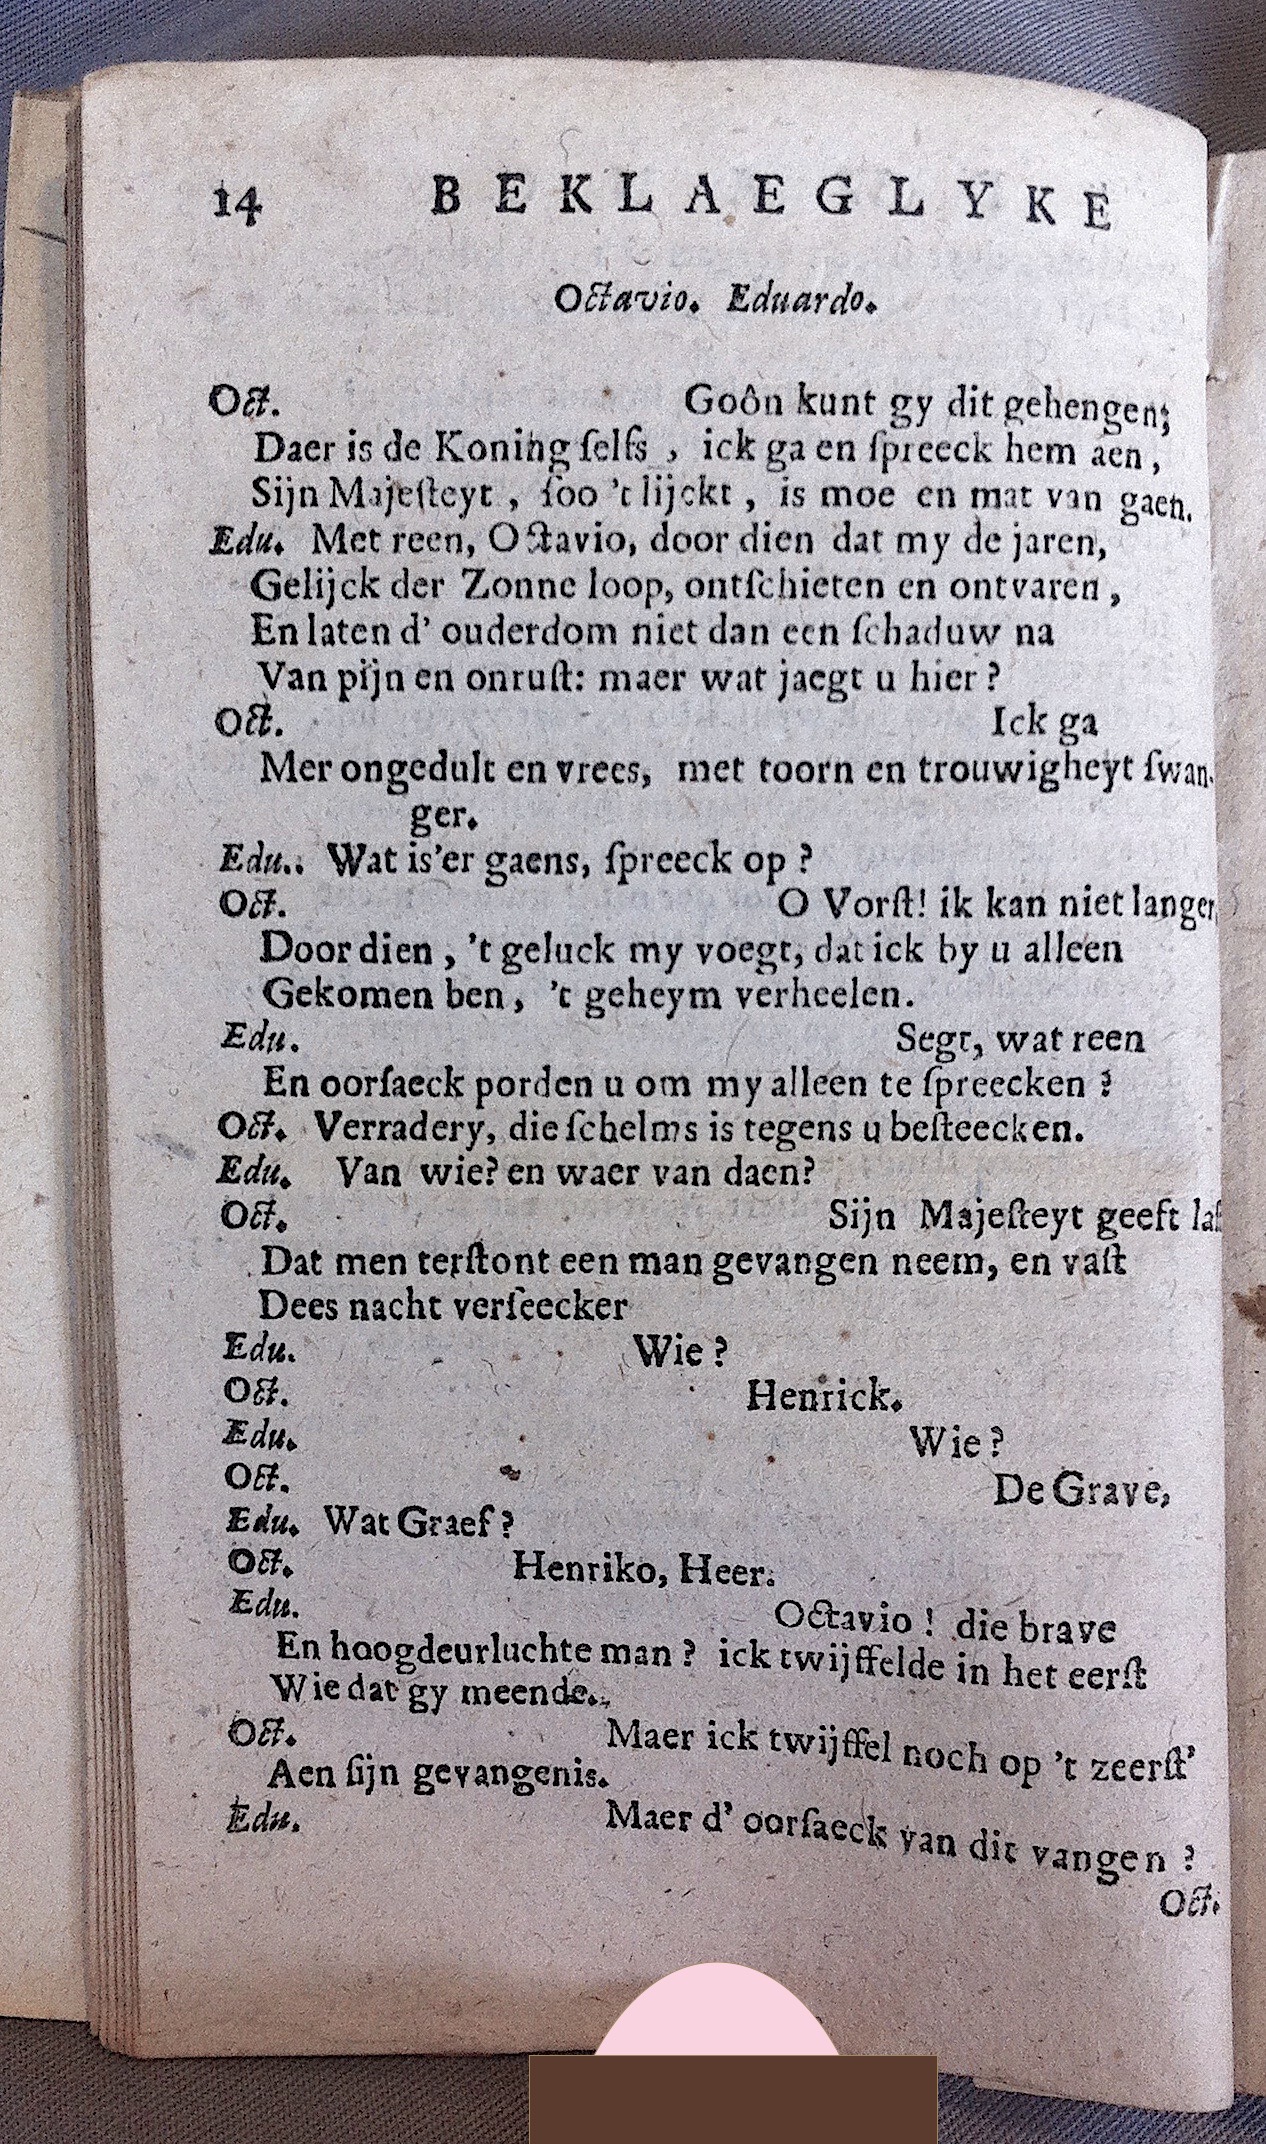 14 BEKLAEGLYKE
Octavio. Eduardo.
Oct. Goôn kunt gy dit gehengen;
Daer is de Koning ſelfs, ick ga en ſpreeck hem aen,
Sijn Majeſteyt, ſoo 't lijckt, is moe en mat van gaen.
Edu. Met reen, Octavio, door dien dat my de jaren,
Gelijck der Zonne loop, ontſchieten en ontvaren,
En laten d' ouderdom niet dan een ſchaduw na
Van pijn en onruſt: maer wat jaegt u hier?
Oct. Ick ga
Met ongedult en vrees, met toorn en trouwigheyt ſwan-
ger.
Edu.. Wat is'er gaens, ſpreeck op?
Oct. O Vorſt! ik kan niet langer,
Door dien, 't geluck my voegt, dat ick by u alleen
Gekomen ben, 't geheym verheelen.
Edu. Segt, wat reen
En oorſaeck porden u om my alleen te ſpreecken?
Oct. Verradery, die ſchelms is tegens u beſteecken.
Edu. Van wie? en waer van daen?
Oct. Sijn Majeſteyt geeft laſ
Dat men terſtont een man gevangen neem, en vaſt
Dees nacht verſeecker
Edu. Wie?
Oct. Henrick.
Edu. Wie?
Oct. De Grave,
Edu. Wat Graef?
Oct. Henriko, Heer.
Edu. Octavio! die brave
En hoogdeurluchte man? ick twijffelde in het eerſt
Wie dat gy meende.
Oct. Maer ick twijffel noch op 't zeerſt'
Aen ſijn gevangenis.
Edu. Maer d' oorſaeck van dit vangen?
Oct.